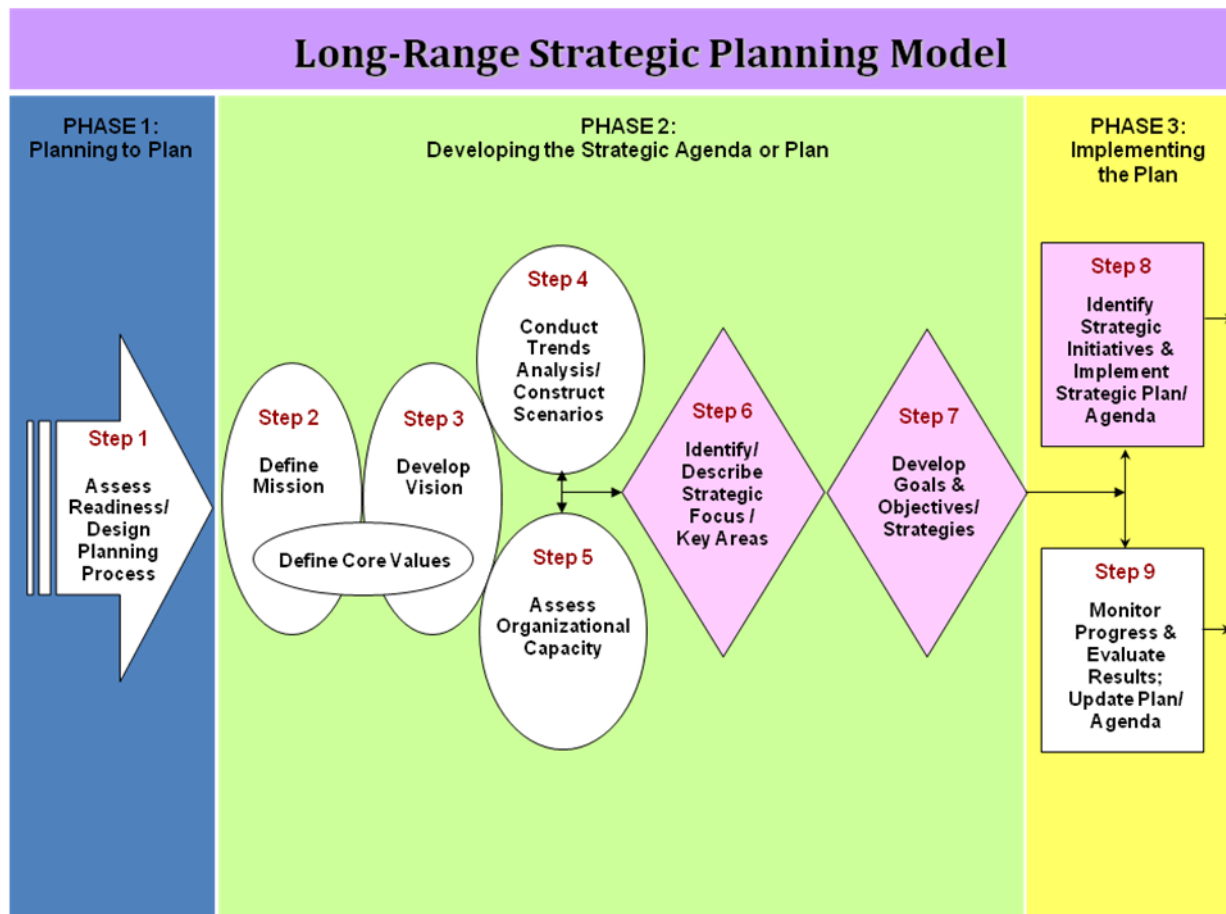 Long-Range Strategic Planning Model
PHASE 1:
Planning to Plan
PHASE 2:
Developing the Strategic Agenda or Plan
PHASE 3:
Implementing
the Plan
Step 1
Assess
Readiness/
Design
Planning
Process
Step 2
Define
Mission
Step 3
Develop
Vision
Define Core Values
Step 4
Conduct
Trends
Analysis/
Construct
Scenarios
Step 5
Assess
Organizational
Capacity
Step 6
Identify/
Describe
Strategic
Focus /
Key Areas
Step 7
Develop
Goals &
Objectives/
Strategies
Step 8
Identify
Strategic
Initiatives &
Implement
Strategic Plan/
Agenda
Step 9
Monitor
Progress &
Evaluate
Results;
Update Plan/
Agenda